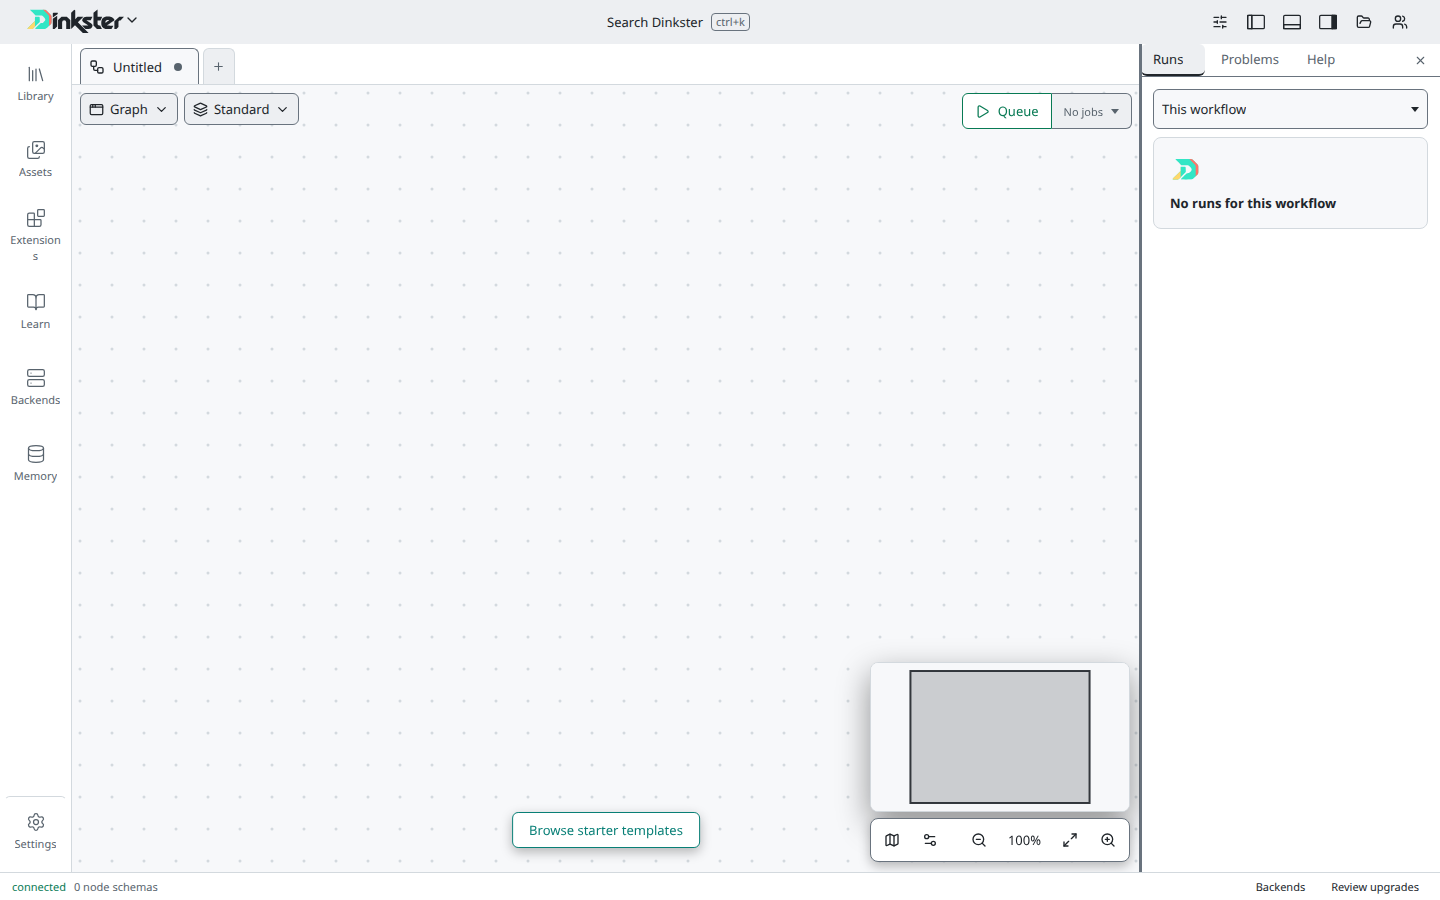 Dinkster
Search Dinkster ctrl+k
Library
Assets
Extension
s
Learn
Backends
Memory
Settings
Untitled
+
Graph
Standard
Queue
No jobs
Browse starter templates
100%
Runs
Problems
Help
This workflow
No runs for this workflow
connected
0 node schemas
Backends
Review upgrades